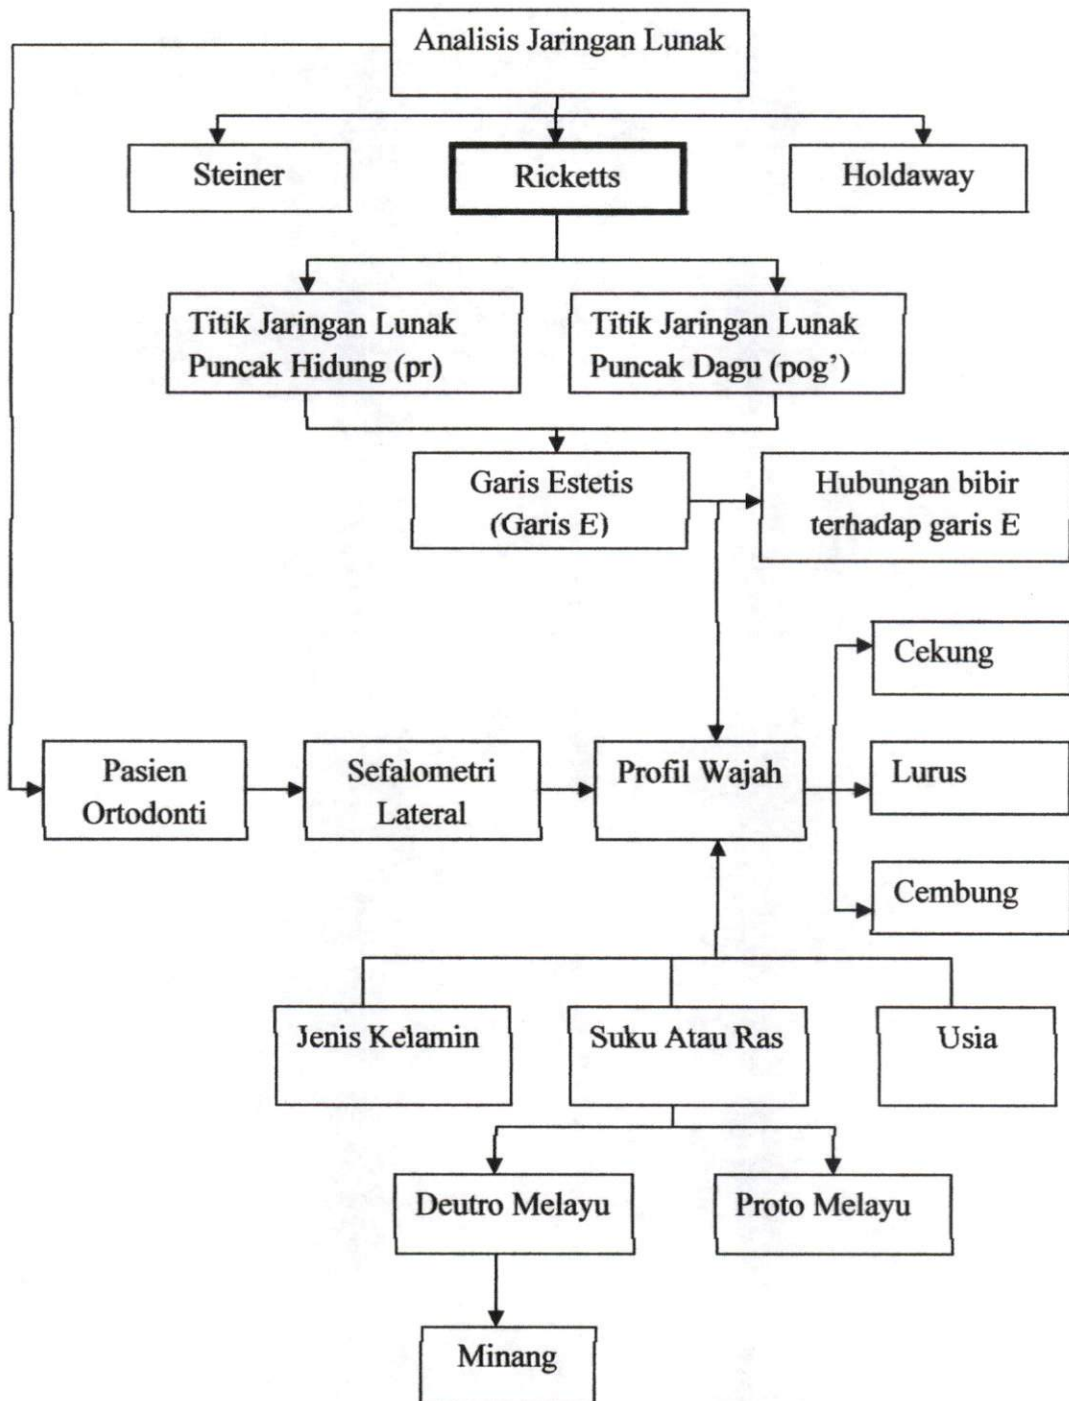 Analisis Jaringan Lunak
Steiner
Ricketts
Holdaway
Titik Jaringan Lunak
Puncak Hidung (pr)
Titik Jaringan Lunak
Puncak Dagu (pog’)
Garis Estetis
(Garis E)
Hubungan bibir
terhadap garis E
Cekung
Pasien
Ortodonti
Sefalometri
Lateral
Profil Wajah
Lurus
Cembung
Jenis Kelamin
Suku Atau Ras
Usia
Deutro Melayu
Proto Melayu
Minang